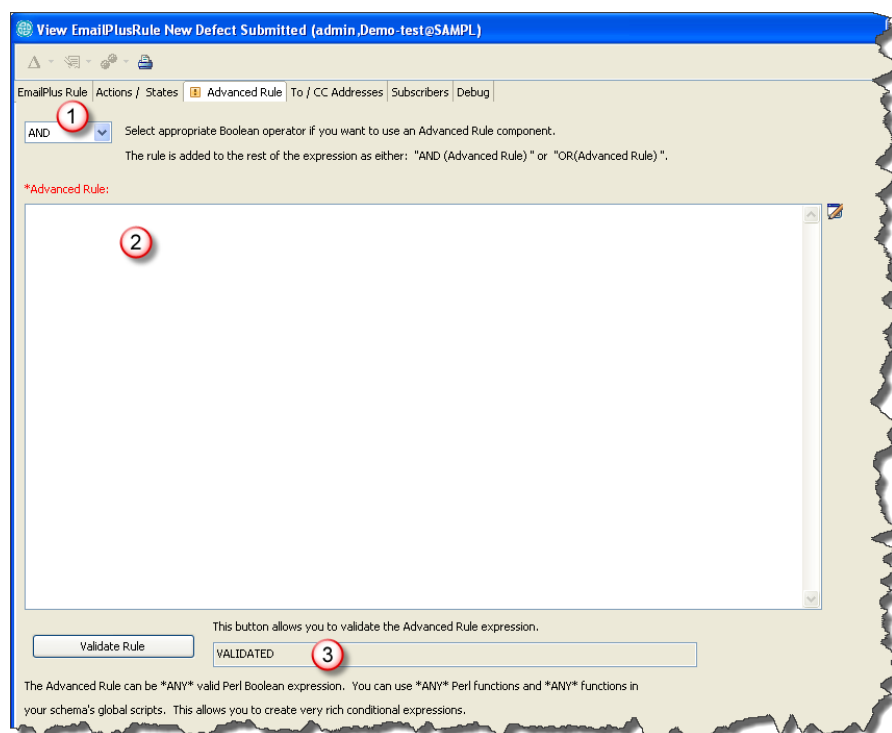 View EmailPlusRule New Defect Submitted (admin,Demo-test@SAMPL)
EmailPlus Rule Actions / States Advanced Rule To / CC Addresses Subscribers Debug
1
AND Select appropriate Boolean operator if you want to use an Advanced Rule component.
The rule is added to the rest of the expression as either: "AND (Advanced Rule) " or "OR(Advanced Rule) ".
*Advanced Rule:
2
This button allows you to validate the Advanced Rule expression.
Validate Rule VALIDATED 3
The Advanced Rule can be *ANY* valid Perl Boolean expression. You can use *ANY* Perl functions and *ANY* functions in
your schema's global scripts. This allows you to create very rich conditional expressions.